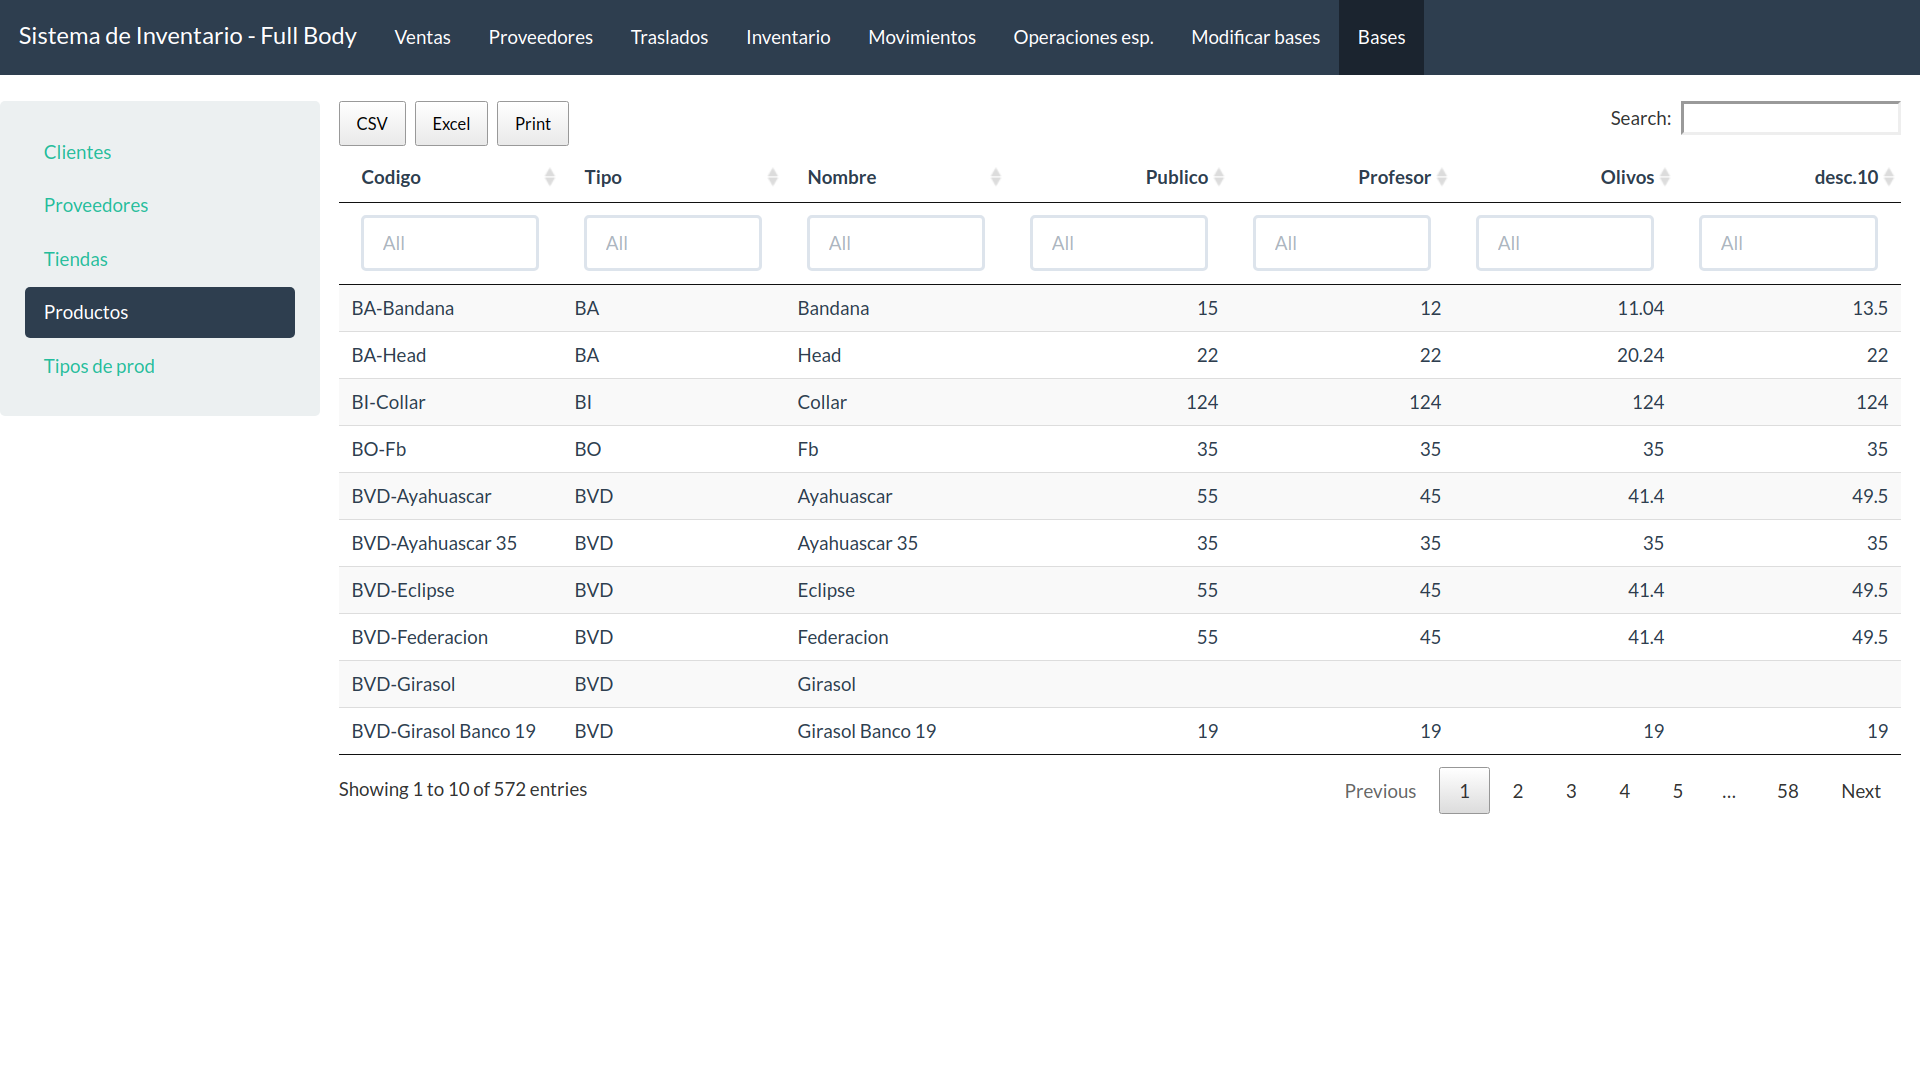 Sistema de Inventario - Full Body Ventas Proveedores Traslados Inventario Movimientos Operaciones esp. Modificar bases Bases
Clientes
Proveedores
Tiendas
Productos
Tipos de prod
CSV Excel Print Search:
Codigo Tipo Nombre Publico Profesor Olivos desc.10
All All All All All All All
BA-Bandana BA Bandana 15 12 11.04 13.5
BA-Head BA Head 22 22 20.24 22
BI-Collar BI Collar 124 124 124 124
BO-Fb BO Fb 35 35 35 35
BVD-Ayahuascar BVD Ayahuascar 55 45 41.4 49.5
BVD-Ayahuascar 35 BVD Ayahuascar 35 35 35 35 35
BVD-Eclipse BVD Eclipse 55 45 41.4 49.5
BVD-Federacion BVD Federacion 55 45 41.4 49.5
BVD-Girasol BVD Girasol
BVD-Girasol Banco 19 BVD Girasol Banco 19 19 19 19 19
Showing 1 to 10 of 572 entries Previous 1 2 3 4 5 … 58 Next